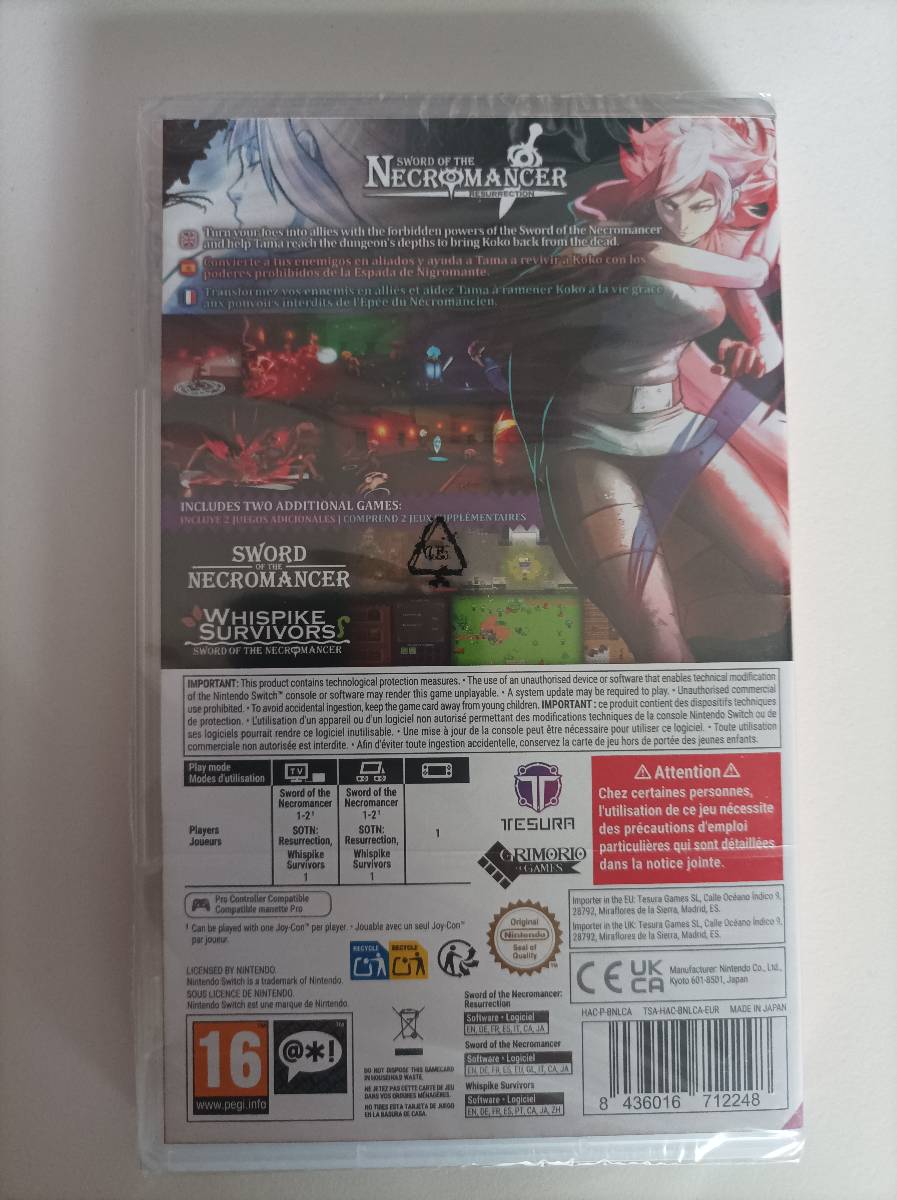 SWORD OF THE
NECROMANCER
RESURRECTION
Turn your foes into allies with the forbidden powers of the Sword of the Necromancer
and help Tama reach the dungeon's depths to bring Koko back from the dead.
Convierte a tus enemigos en aliados y ayuda a Tama a revivir a Koko con los
poderes prohibidos de la Espada de Nigromante.
Transformez vos ennemis en alliés et aidez Tama à ramener Koko à la vie grâce
aux pouvoirs interdits de l'Épée du Nécromancien.
INCLUDES TWO ADDITIONAL GAMES:
INCLUYE 2 JUEGOS ADICIONALES | COMPREND 2 JEUX SUPPLÉMENTAIRES
SWORD
OF THE
NECROMANCER
WHISPIKE
SURVIVORS
SWORD OF THE NECROMANCER
IMPORTANT: This product contains technological protection measures. • The use of an unauthorised device or software that enables technical modification
of the Nintendo Switch™ console or software may render this game unplayable. • A system update may be required to play. • Unauthorised commercial
use prohibited. • To avoid accidental ingestion, keep the game card away from young children. IMPORTANT : ce produit contient des dispositifs techniques
de protection. • L'utilisation d'un appareil ou d'un logiciel non autorisé permettant des modifications techniques de la console Nintendo Switch ou de
ses logiciels pourrait rendre ce logiciel inutilisable. • Une mise à jour de la console peut être nécessaire pour utiliser ce logiciel. • Toute utilisation
commerciale non autorisée est interdite. • Afin d'éviter toute ingestion accidentelle, conservez la carte de jeu hors de portée des jeunes enfants.
Play mode
Modes d'utilisation
TV
Players
Joueurs
Sword of the
Necromancer
1-2¹
SOTN:
Resurrection,
Whispike
Survivors
1
Sword of the
Necromancer
1-2¹
SOTN:
Resurrection,
Whispike
Survivors
1
1
TESURA
GRIMORIO
OF GAMES
Attention
Chez certaines personnes,
l'utilisation de ce jeu nécessite
des précautions d'emploi
particulières qui sont détaillées
dans la notice jointe.
Pro Controller Compatible
Compatible manette Pro
¹ Can be played with one Joy-Con™ per player. • Jouable avec un seul Joy-Con™
par joueur.
RECYCLE
RECYCLE
Original
Nintendo
Seal of
Quality
TM
Importer in the EU: Tesura Games SL, Calle Océano Índico 9,
28792, Miraflores de la Sierra, Madrid, ES.
Importer in the UK: Tesura Games SL, Calle Océano Índico 9,
28792, Miraflores de la Sierra, Madrid, ES.
CE UK
CA
Manufacturer: Nintendo Co., Ltd.,
Kyoto 601-8501, Japan
LICENSED BY NINTENDO.
Nintendo Switch is a trademark of Nintendo.
SOUS LICENCE DE NINTENDO.
Nintendo Switch est une marque de Nintendo.
16
www.pegi.info
@*!
DO NOT DISPOSE THIS GAMECARD
IN HOUSEHOLD WASTE.
NE JETEZ PAS CETTE CARTE DE JEU
DANS VOS ORDURES MÉNAGÈRES.
NO TIRES ESTA TARJETA DE JUEGO
EN LA BASURA DE CASA.
Sword of the Necromancer:
Resurrection
Software • Logiciel
EN, DE, FR, ES, IT, CA, JA
Sword of the Necromancer
Software • Logiciel
EN, DE, FR, ES, EU, GL, IT, CA, JA
Whispike Survivors
Software • Logiciel
EN, DE, FR, ES, PT, CA, JA, ZH
HAC-P-BNLCA TSA-HAC-BNLCA-EUR MADE IN JAPAN
8 436016 712248